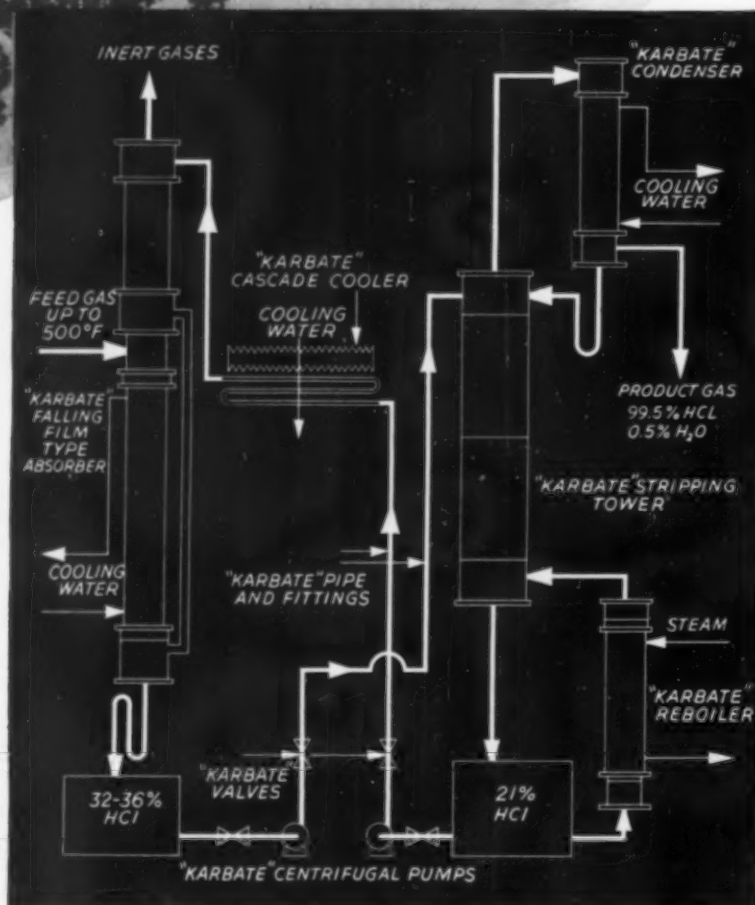 INERT GASES
"KARBATE"
CONDENSER
COOLING
WATER
"KARBATE"
CASCADE COOLER
COOLING
WATER
FEED GAS
UP TO
500°F
PRODUCT GAS
99.5% HCL
0.5% H₂O
"KARBATE"
FALLING
FILM
TYPE
ABSORBER
"KARBATE" STRIPPING
TOWER
COOLING
WATER
"KARBATE" PIPE
AND FITTINGS
STEAM
"KARBATE"
REBOILER
32-36%
HCl
"KARBATE"
VALVES
21%
HCl
"KARBATE" CENTRIFUGAL PUMPS